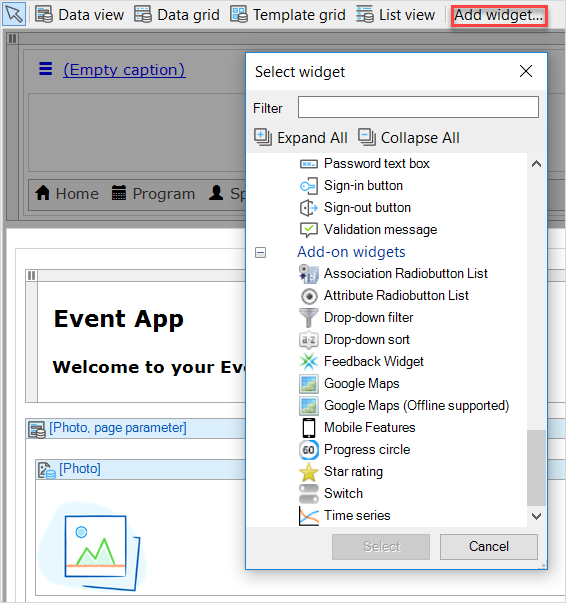 Data view Data grid Template grid List view Add widget...
(Empty caption)
Home Program Sp
Event App
Welcome to your Eve
[Photo, page parameter]
[Photo]
Select widget
Filter
Expand All Collapse All
Password text box
Sign-in button
Sign-out button
Validation message
Add-on widgets
Association Radiobutton List
Attribute Radiobutton List
Drop-down filter
a-z
Drop-down sort
Feedback Widget
Google Maps
Google Maps (Offline supported)
Mobile Features
60
Progress circle
Star rating
Switch
Time series
Select Cancel